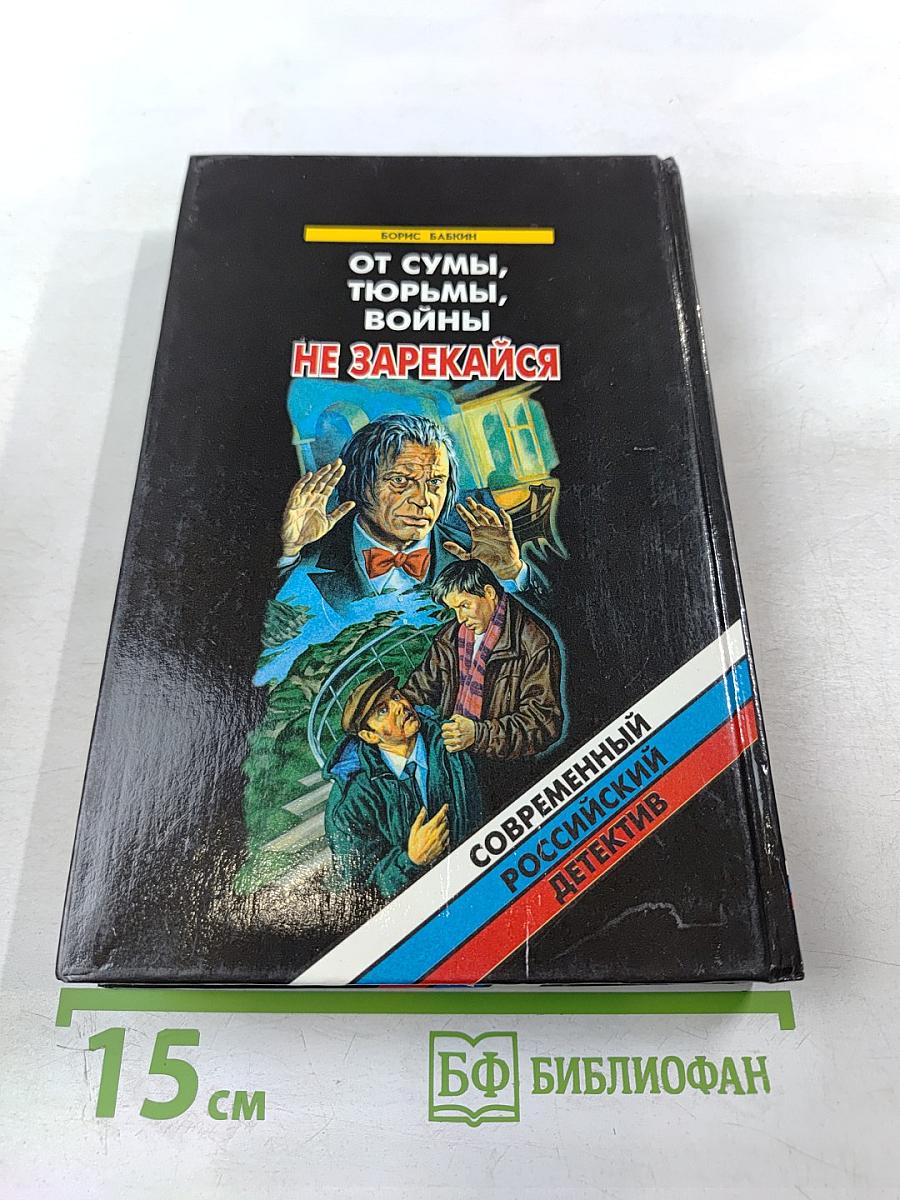 БОРИС БАБКИН
ОТ СУМЫ,
ТЮРЬМЫ,
ВОЙНЫ
НЕ ЗАРЕКАЙСЯ
СОВРЕМЕННЫЙ
РОССИЙСКИЙ
ДЕТЕКТИВ
15 см
БФ БИБЛИОФАН